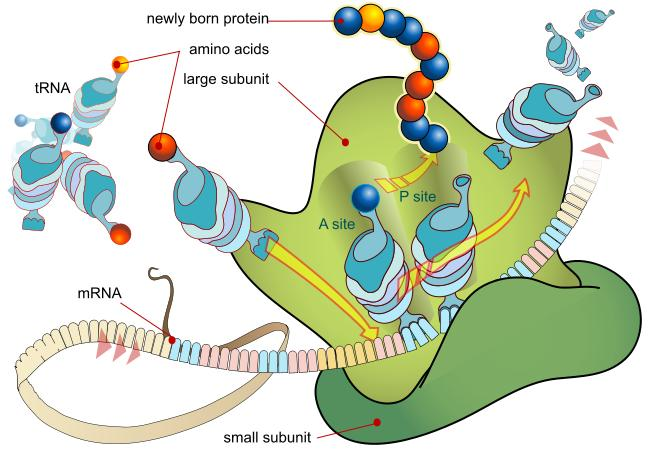 newly born protein
amino acids
large subunit
tRNA
A site
P site
mRNA
small subunit